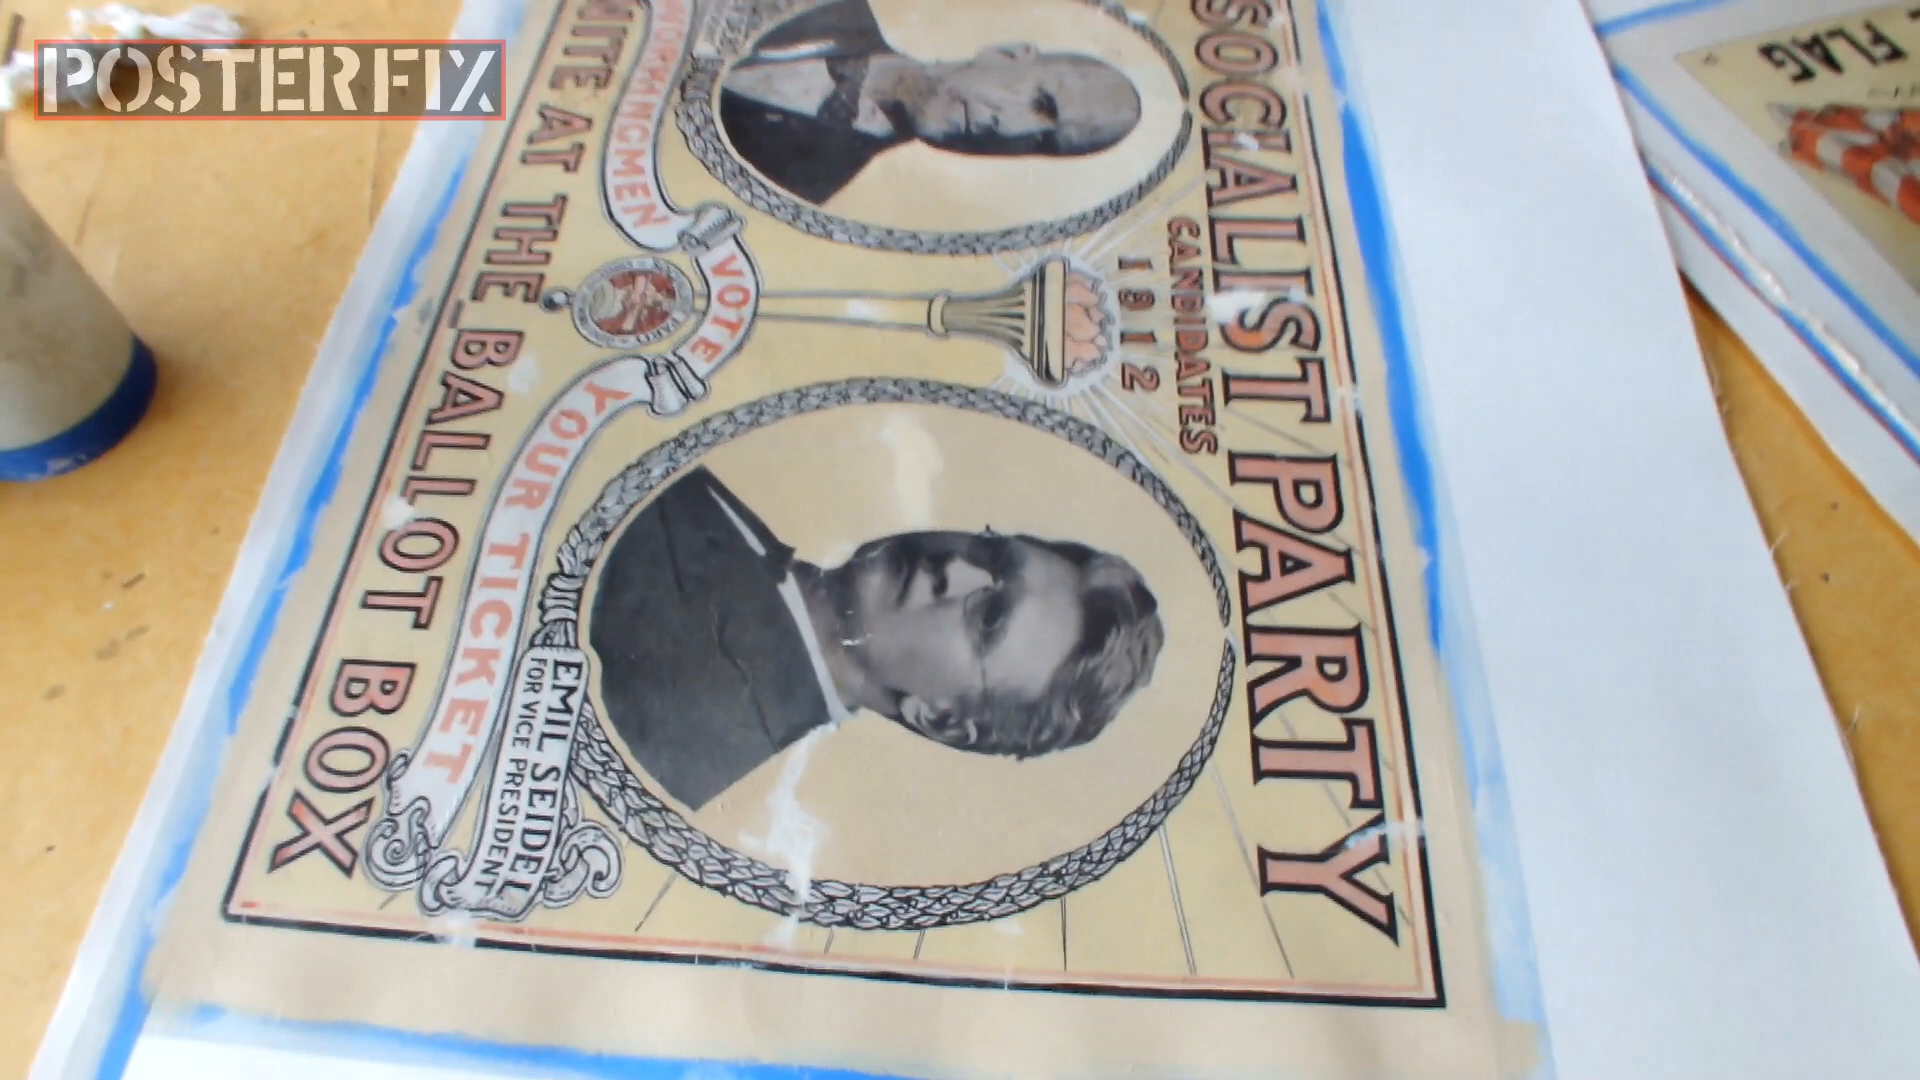 POSTERFIX
SOCIALIST PARTY
CANDIDATES
1912
EMIL SEIDEL
FOR VICE PRESIDENT
WORKINGMEN
VOTE
YOUR TICKET
AT THE BALLOT BOX
FLAG